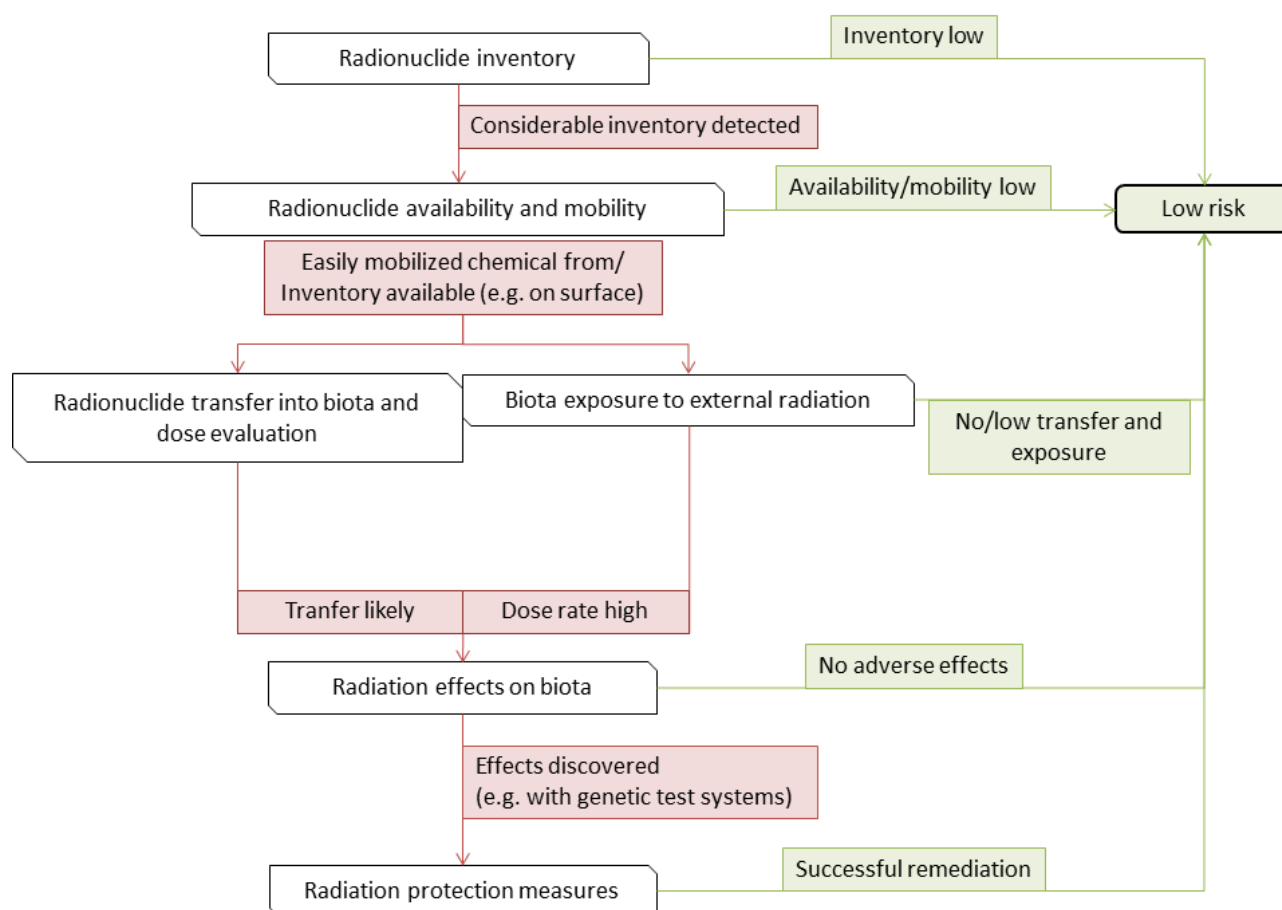 Inventory low
Radionuclide inventory
Considerable inventory detected
Availability/mobility low
Radionuclide availability and mobility
Low risk
Easily mobilized chemical from/
Inventory available (e.g. on surface)
Radionuclide transfer into biota and
dose evaluation
Biota exposure to external radiation
No/low transfer and
exposure
Tranfer likely
Dose rate high
No adverse effects
Radiation effects on biota
Effects discovered
(e.g. with genetic test systems)
Successful remediation
Radiation protection measures